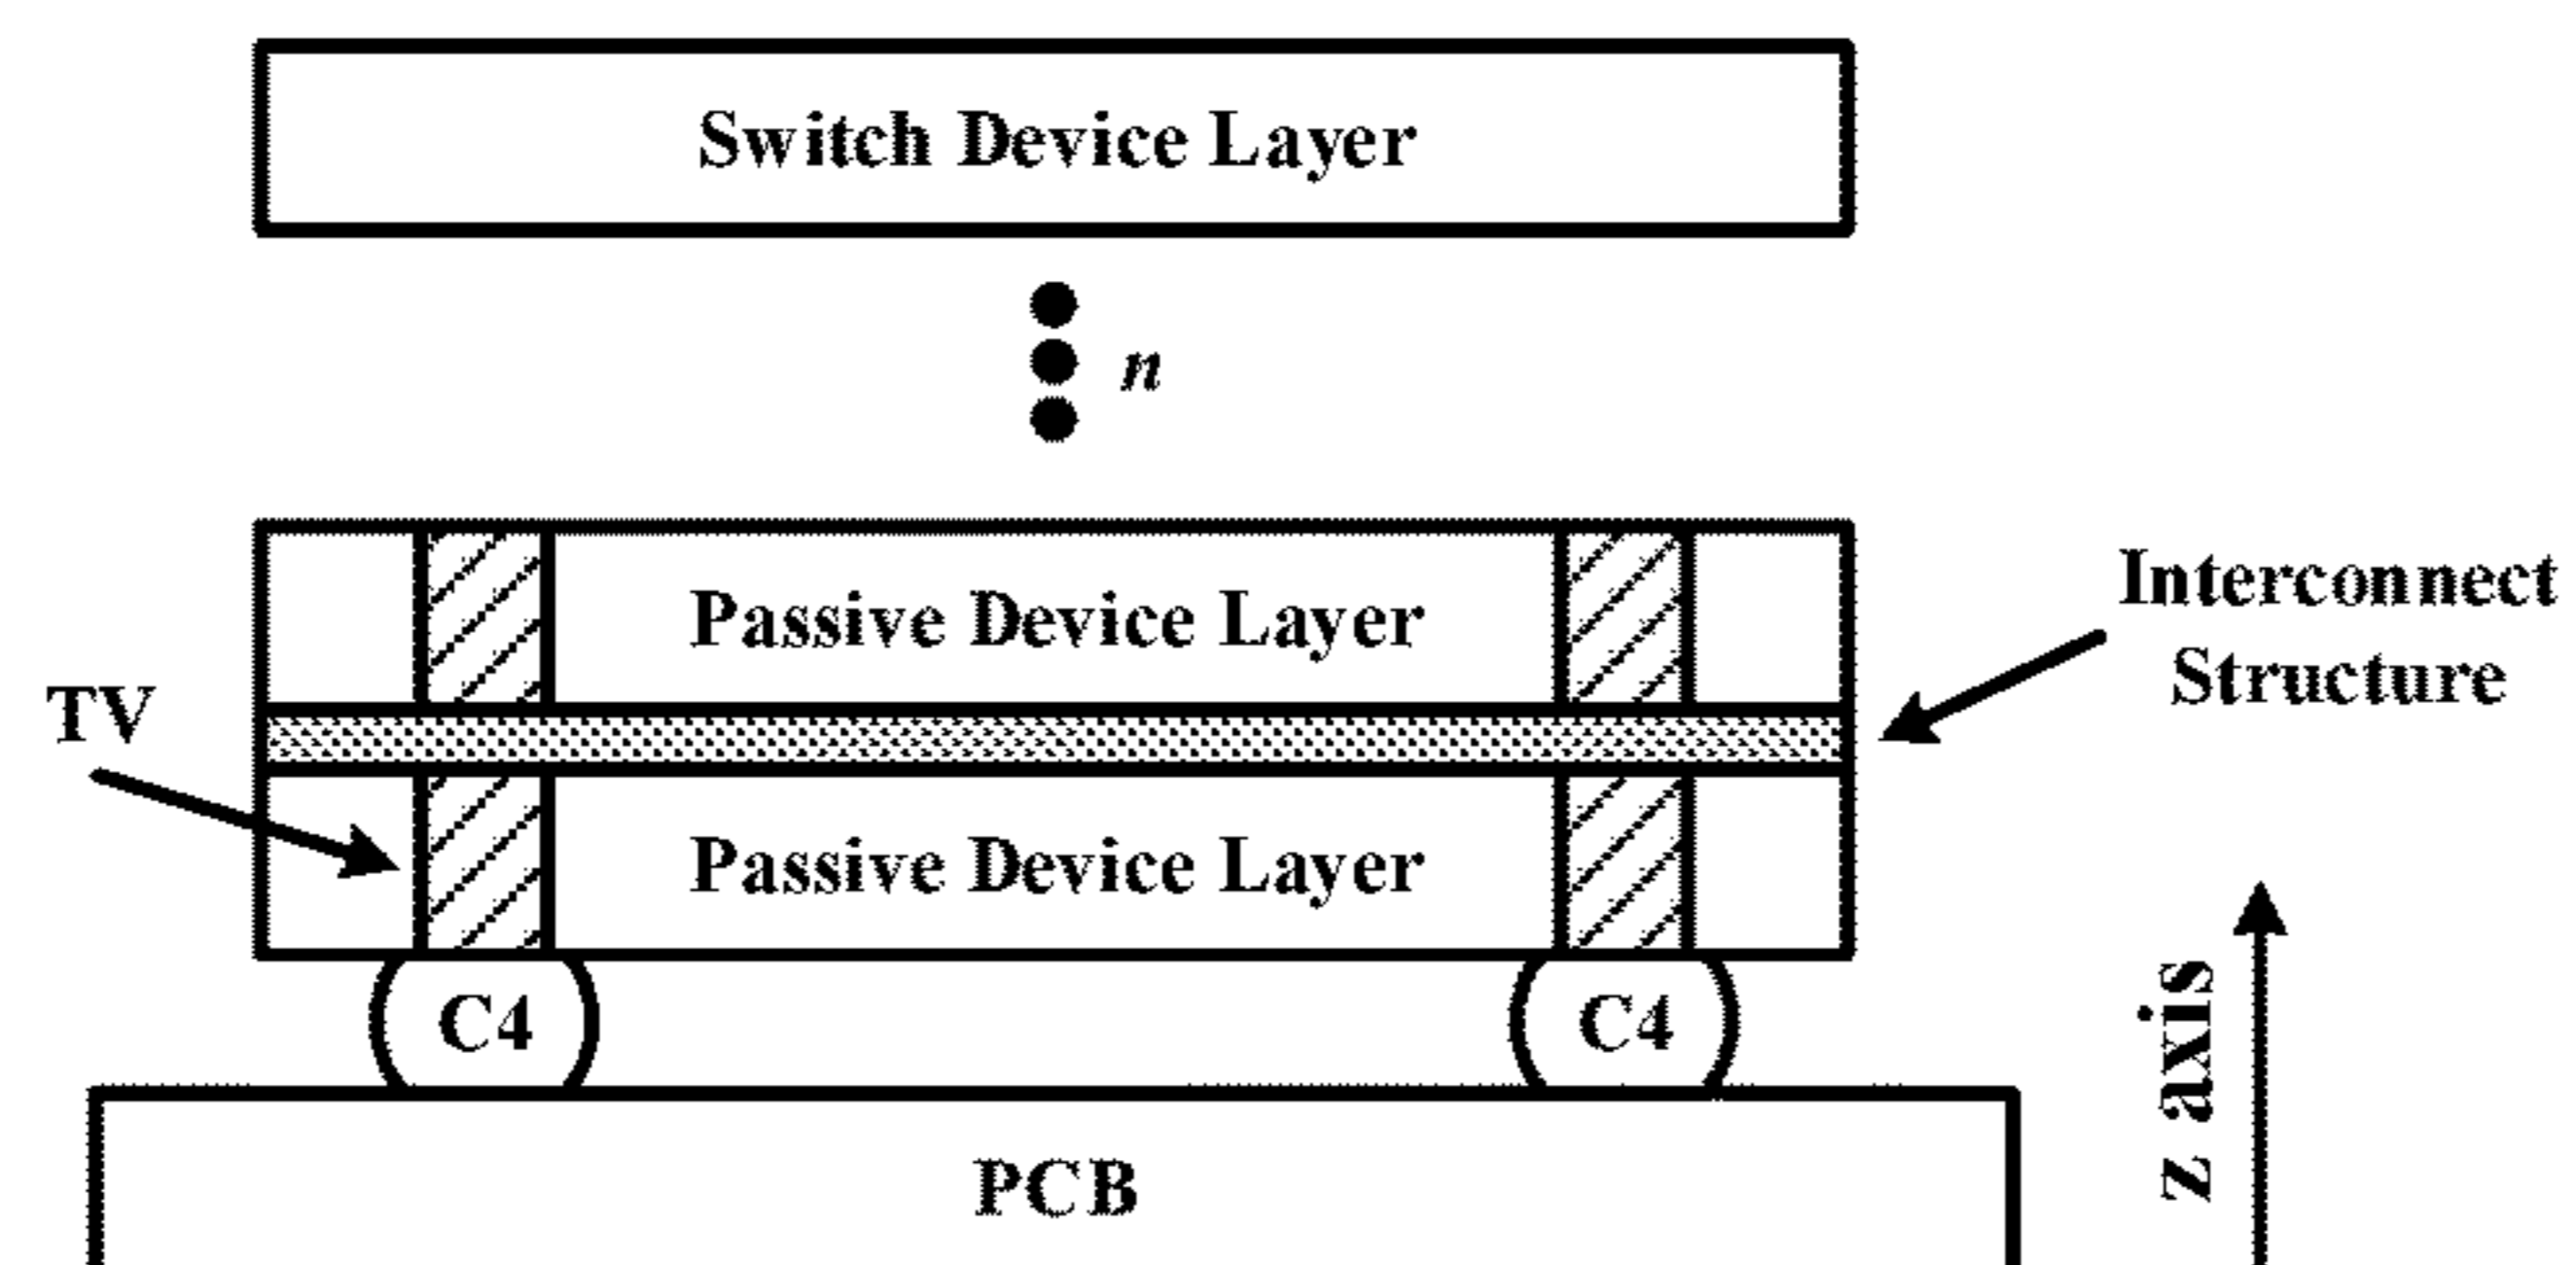 Switch Device Layer
n
Passive Device Layer
Interconnect
Structure
TV
Passive Device Layer
C4
C4
z axis
PCB